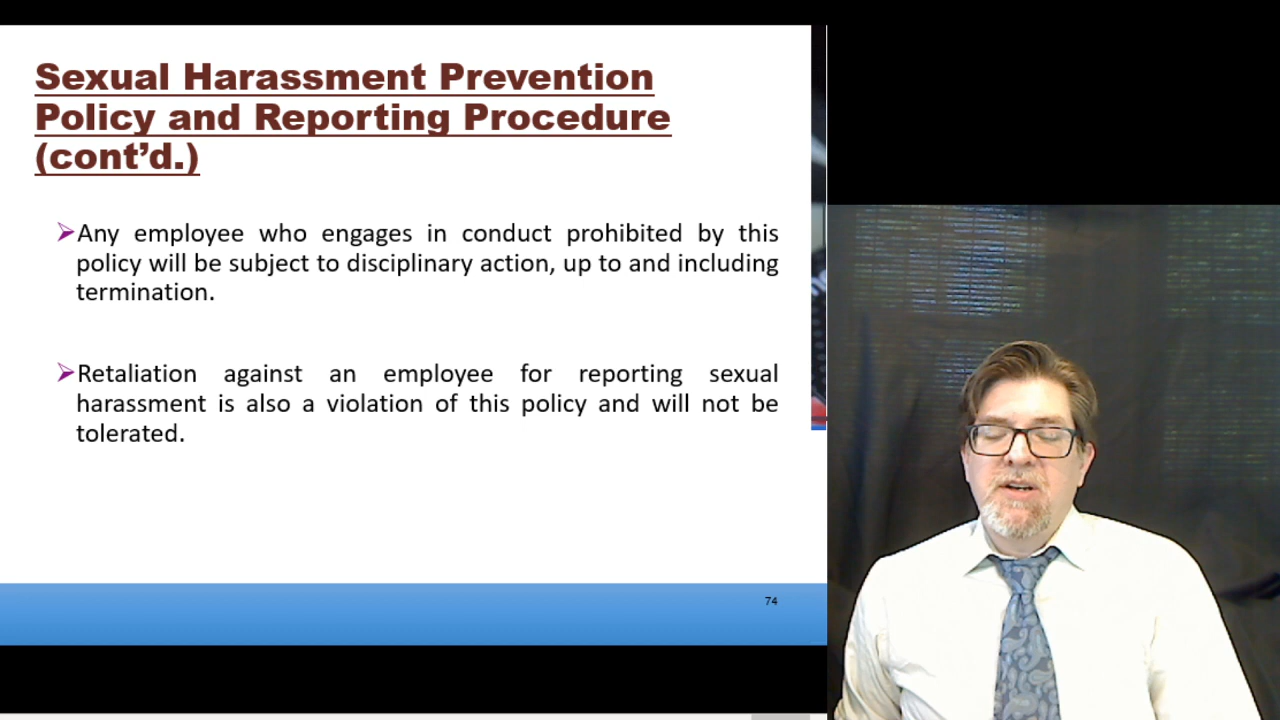 Sexual Harassment Prevention
Policy and Reporting Procedure
(cont’d.)
Any employee who engages in conduct prohibited by this
policy will be subject to disciplinary action, up to and including
termination.
Retaliation against an employee for reporting sexual
harassment is also a violation of this policy and will not be
tolerated.
74